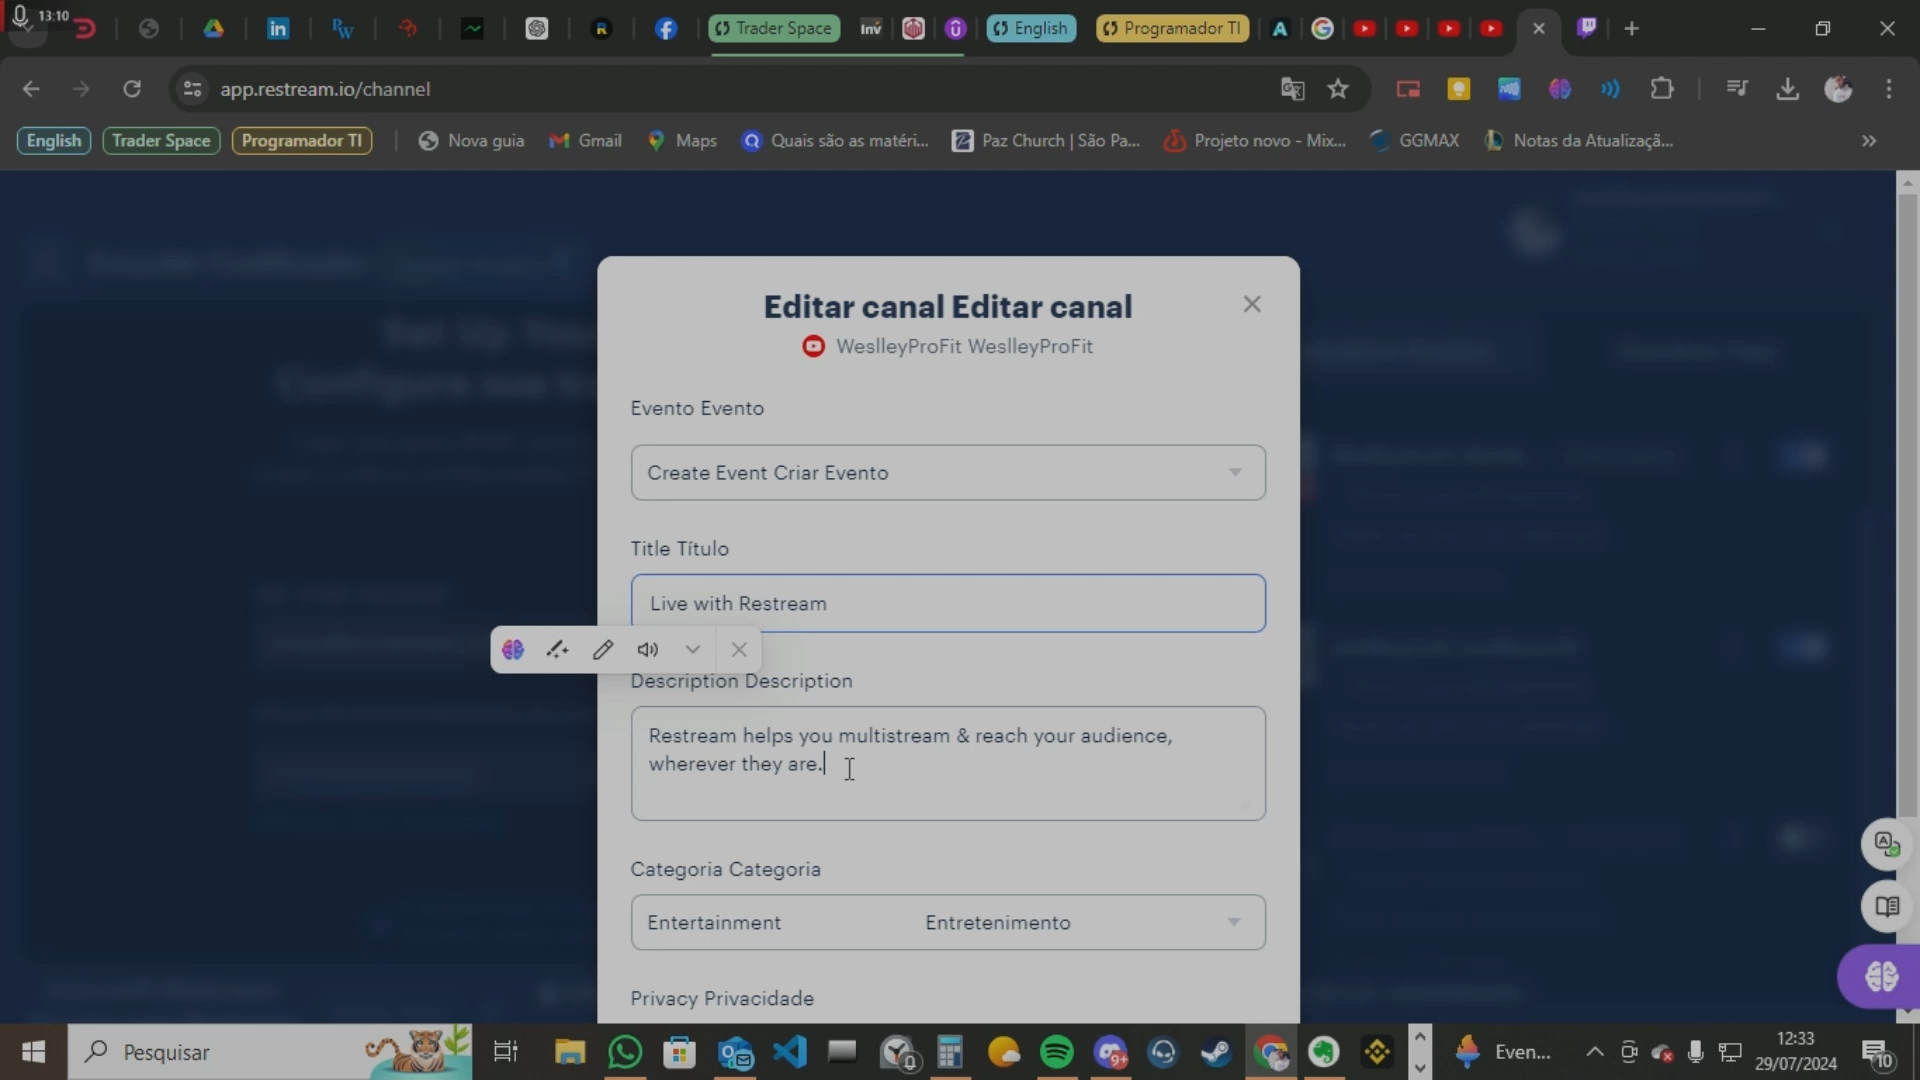 13:10
Trader Space
Inv
English
Programador TI
app.restream.io/channel
English
Trader Space
Programador TI
Nova guia
Gmail
Maps
Quais são as matéri...
Paz Church | São Pa...
Projeto novo - Mix...
GGMAX
Notas da Atualizaçã...
Editar canal Editar canal
WeslleyProFit WeslleyProFit
Evento Evento
Create Event Criar Evento
Title Título
Live with Restream
Description Description
Restream helps you multistream & reach your audience,
wherever they are.
Categoria Categoria
Entertainment Entretenimento
Privacy Privacidade
Pesquisar
9+
Even...
12:33
29/07/2024
10